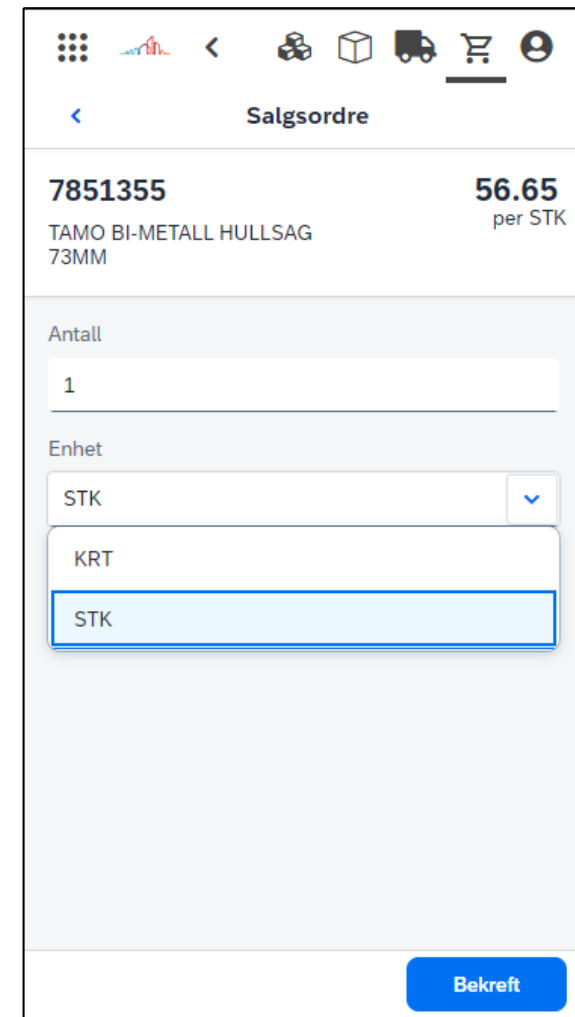 Salgsordre
7851355
56.65
TAMO BI-METALL HULLSAG
per STK
73MM
Antall
1
Enhet
STK
KRT
STK
Bekreft